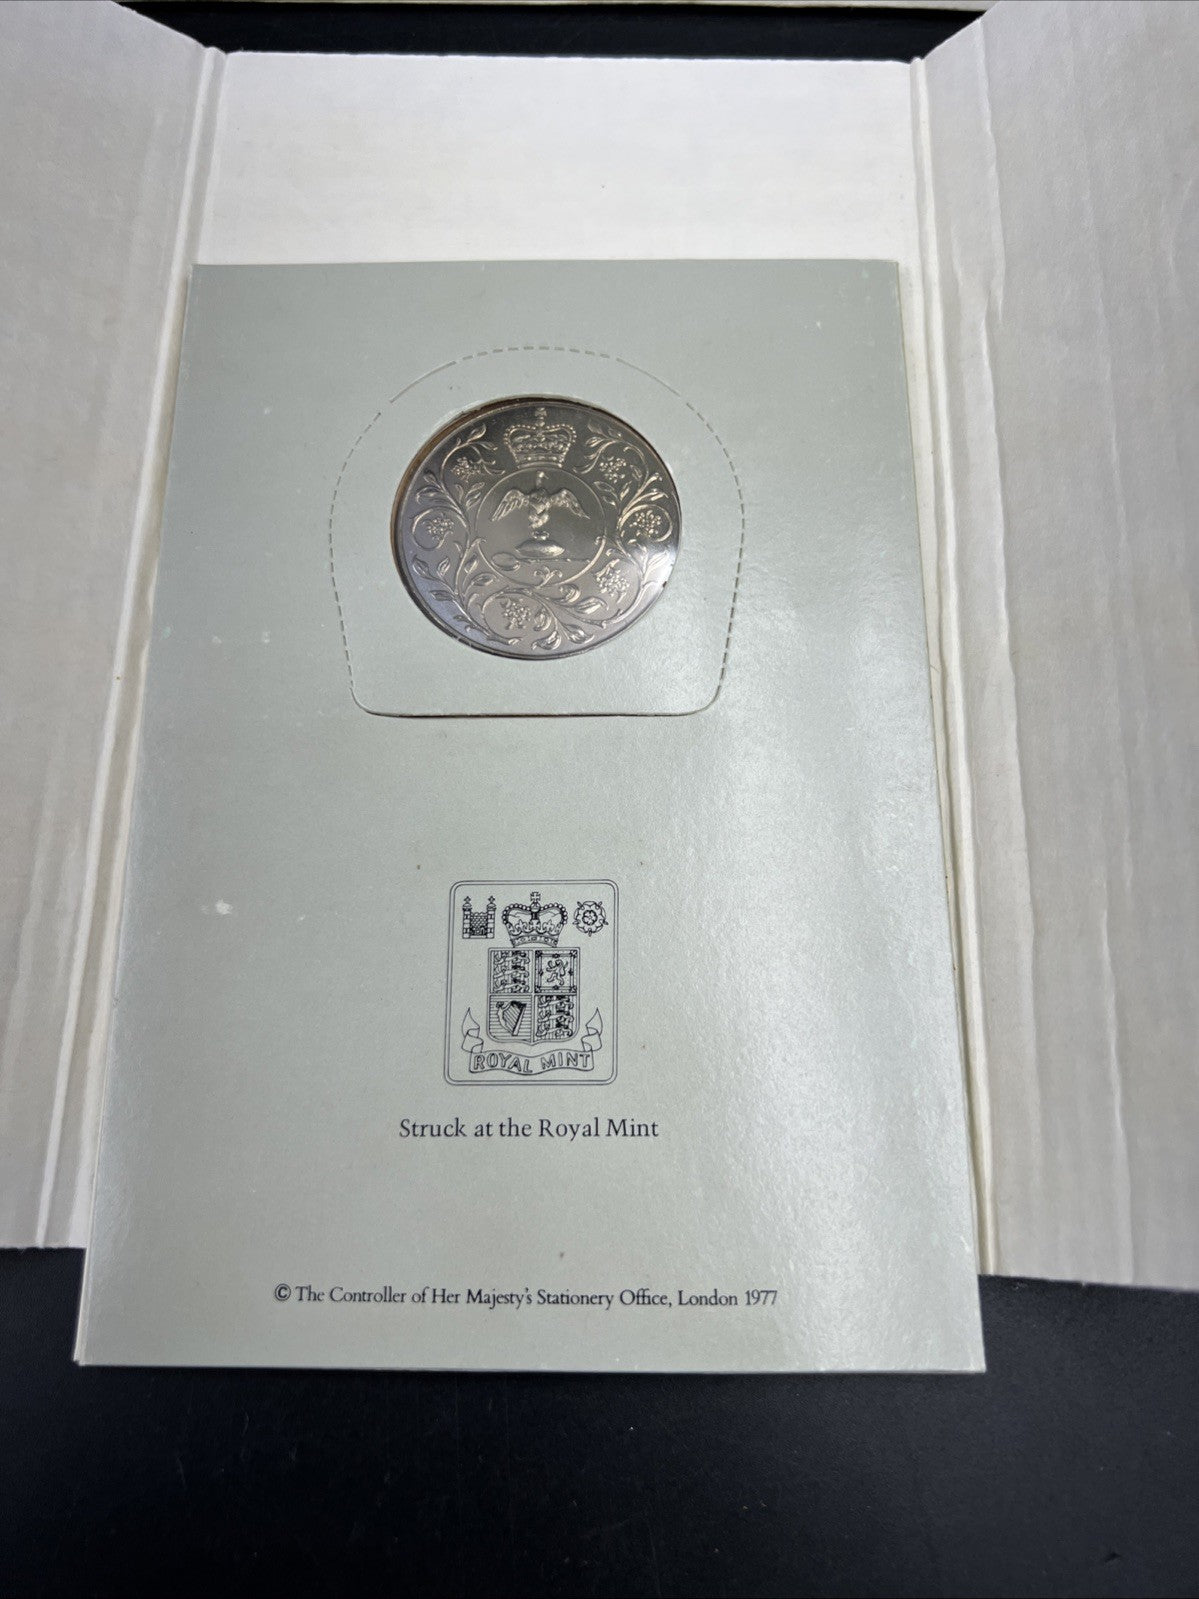 ROYAL MINT
Struck at the Royal Mint
© The Controller of Her Majesty's Stationery Office, London 1977